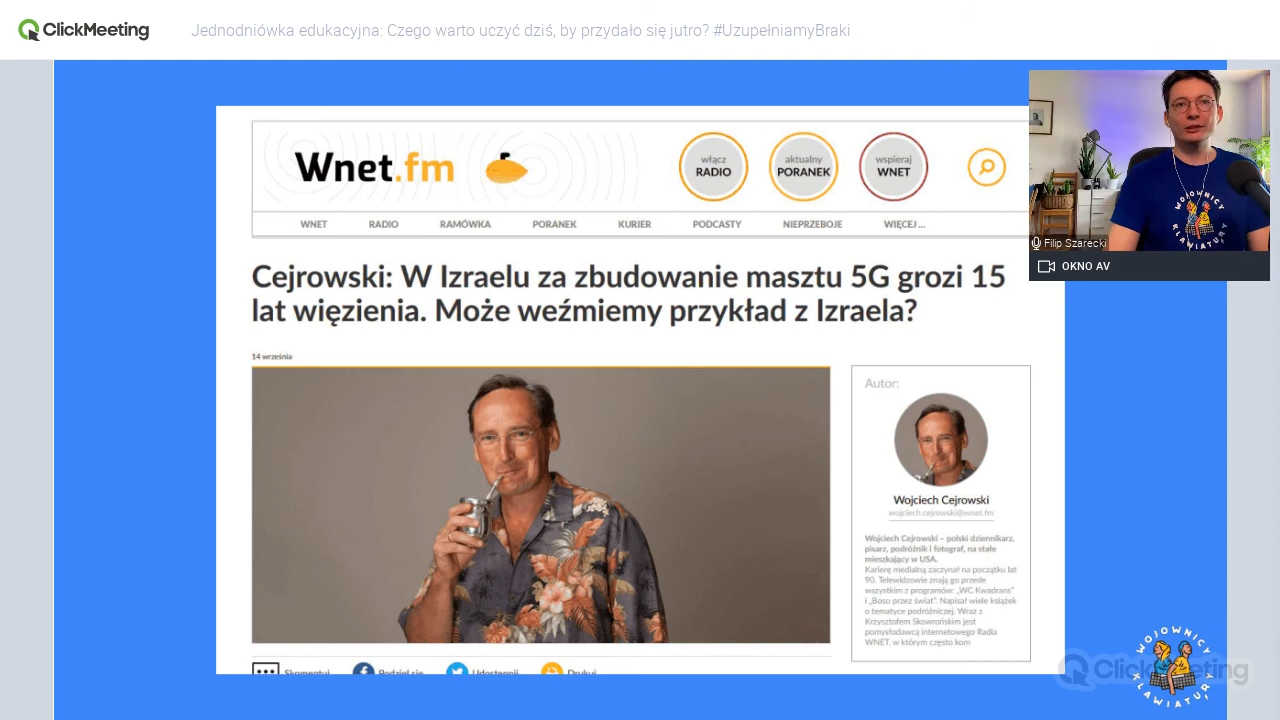 ClickMeeting
Jednodniówka edukacyjna: Czego warto uczyć dziś, by przydało się jutro? #UzupełniamyBraki
Wnet.fm
włącz
RADIO
aktualny
PORANEK
wspieraj
WNET
WNET RADIO RAMÓWKA PORANEK KURIER PODCASTY NIEPRZEBOJE WIĘCEJ ...
Filip Szarecki
OKNO AV
WOJOWNICY
KLAWIATURY
Cejrowski: W Izraelu za zbudowanie masztu 5G grozi 15
lat więzienia. Może weźmiemy przykład z Izraela?
14 września
Autor:
Wojciech Cejrowski
wojciech.cejrowski@wnet.fm
Wojciech Cejrowski – polski dziennikarz,
pisarz, podróżnik i fotograf, na stałe
mieszkający w USA.
Karierę medialną zaczynał na początku lat
90. Telewidzowie znają go przede
wszystkim z programów: „WC Kwadrans"
i „Boso przez świat". Napisał wiele książek
o tematyce podróżniczej. Wraz z
Krzysztofem Skowrońskim jest
pomysłodawcą internetowego Radia
WNET, w którym często kom
Skomentuj Podziel się Udostępnij Drukuj
WOJOWNICY
KLAWIATURY
ClickMeeting